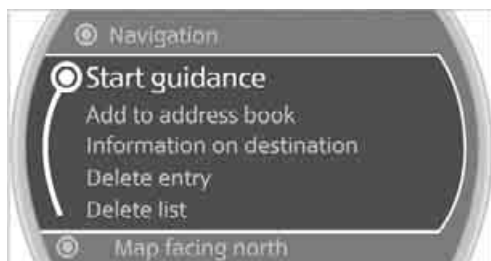 Navigation
Start guidance
Add to address book
Information on destination
Delete entry
Delete list
Map facing north